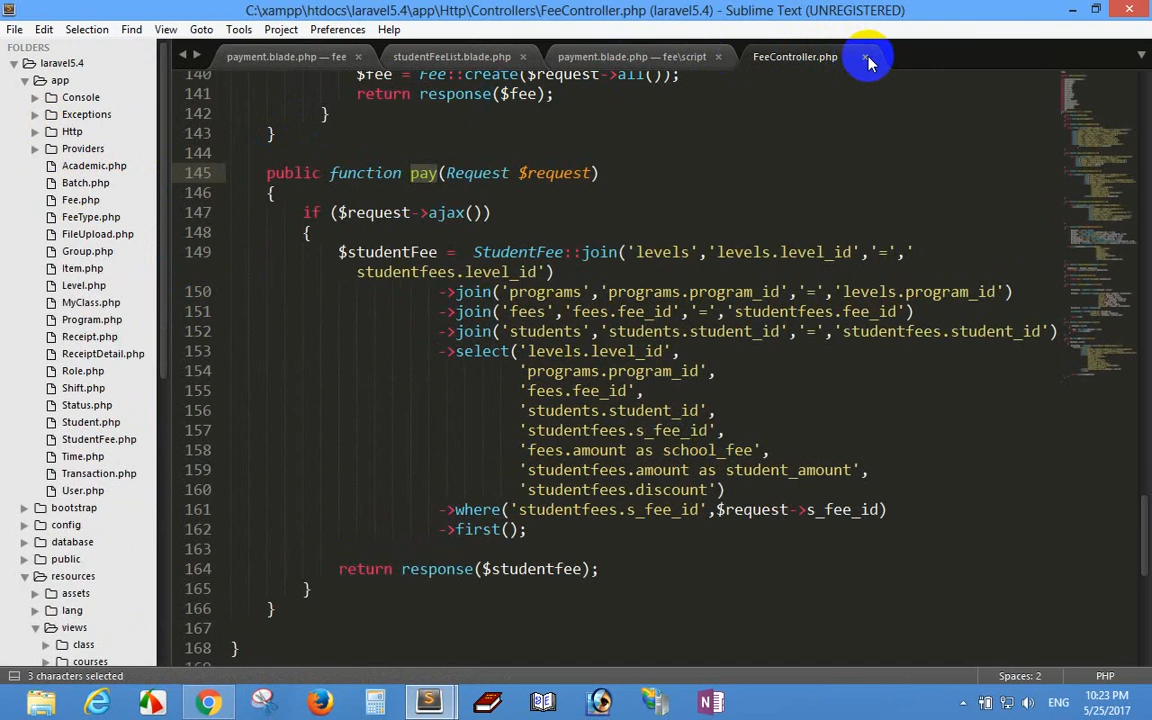 C:\xampp\htdocs\laravel5.4\app\Http\Controllers\FeeController.php (laravel5.4) - Sublime Text (UNREGISTERED)
File Edit Selection Find View Goto Tools Project Preferences Help
FOLDERS
laravel5.4
app
Console
Exceptions
Http
Providers
Academic.php
Batch.php
Fee.php
FeeType.php
FileUpload.php
Group.php
Item.php
Level.php
MyClass.php
Program.php
Receipt.php
ReceiptDetail.php
Role.php
Shift.php
Status.php
Student.php
StudentFee.php
Time.php
Transaction.php
User.php
bootstrap
config
database
public
resources
assets
lang
views
class
courses
payment.blade.php — fee studentFeeList.blade.php payment.blade.php — fee\script FeeController.php
140 $fee = Fee::create($request->all());
141 return response($fee);
142 }
143 }
144
145 public function pay(Request $request)
146 {
147 if ($request->ajax())
148 {
149 $studentFee = StudentFee::join('levels','levels.level_id','=','
studentfees.level_id')
150 ->join('programs','programs.program_id','=','levels.program_id')
151 ->join('fees','fees.fee_id','=','studentfees.fee_id')
152 ->join('students','students.student_id','=','studentfees.student_id')
153 ->select('levels.level_id',
154 'programs.program_id',
155 'fees.fee_id',
156 'students.student_id',
157 'studentfees.s_fee_id',
158 'fees.amount as school_fee',
159 'studentfees.amount as student_amount',
160 'studentfees.discount')
161 ->where('studentfees.s_fee_id',$request->s_fee_id)
162 ->first();
163
164 return response($studentfee);
165 }
166 }
167
168 }
3 characters selected Spaces: 2 PHP
ENG 10:23 PM
5/25/2017